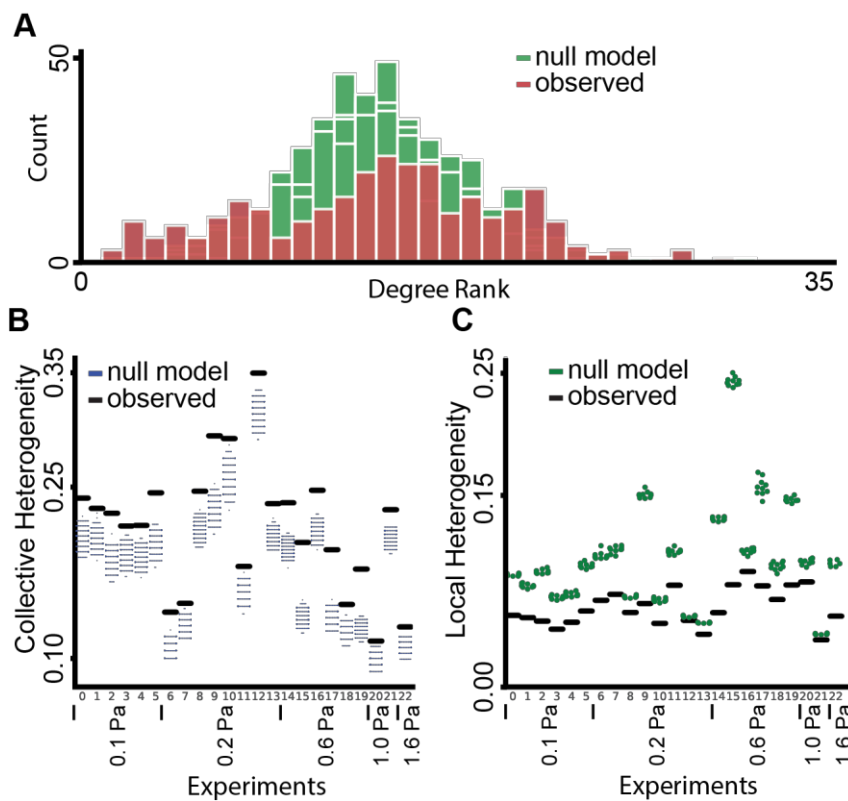 A
50
null model
observed
Count
0
0
Degree Rank
35
B
0.35
null model
observed
Collective Heterogeneity
0.25
0.10
0 1 2 3 4 5 6 7 8 9 10 11 12 13 14 15 16 17 18 19 20 21 22
0.1 Pa
0.2 Pa
0.6 Pa
1.0 Pa
1.6 Pa
Experiments
C
0.25
null model
observed
Local Heterogeneity
0.15
0.00
0 1 2 3 4 5 6 7 8 9 10 11 12 13 14 15 16 17 18 19 20 21 22
0.1 Pa
0.2 Pa
0.6 Pa
1.0 Pa
1.6 Pa
Experiments